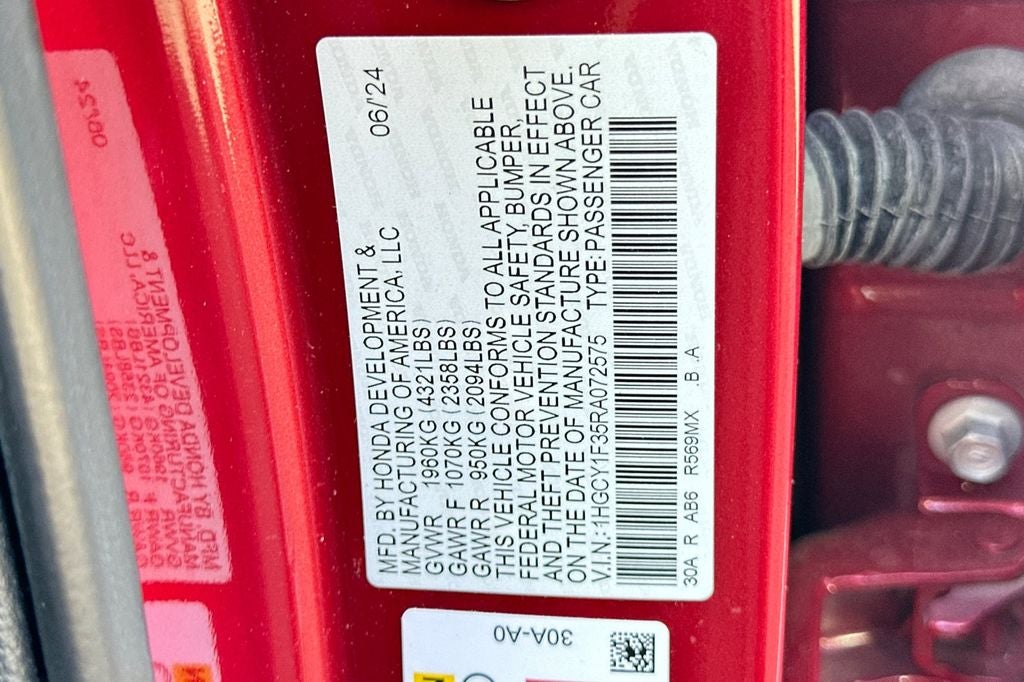 MFD. BY HONDA DEVELOPMENT & 06/'24
MANUFACTURING OF AMERICA, LLC
GVWR 1960KG (4321LBS)
GAWR F 1070KG (2358LBS)
GAWR R 950KG (2094LBS)
THIS VEHICLE CONFORMS TO ALL APPLICABLE
FEDERAL MOTOR VEHICLE SAFETY, BUMPER,
AND THEFT PREVENTION STANDARDS IN EFFECT
ON THE DATE OF MANUFACTURE SHOWN ABOVE.
V.I.N.:1HGCY1F35RA072575 TYPE:PASSENGER CAR
30A R AB6 R569MX .B .A
30A-A0